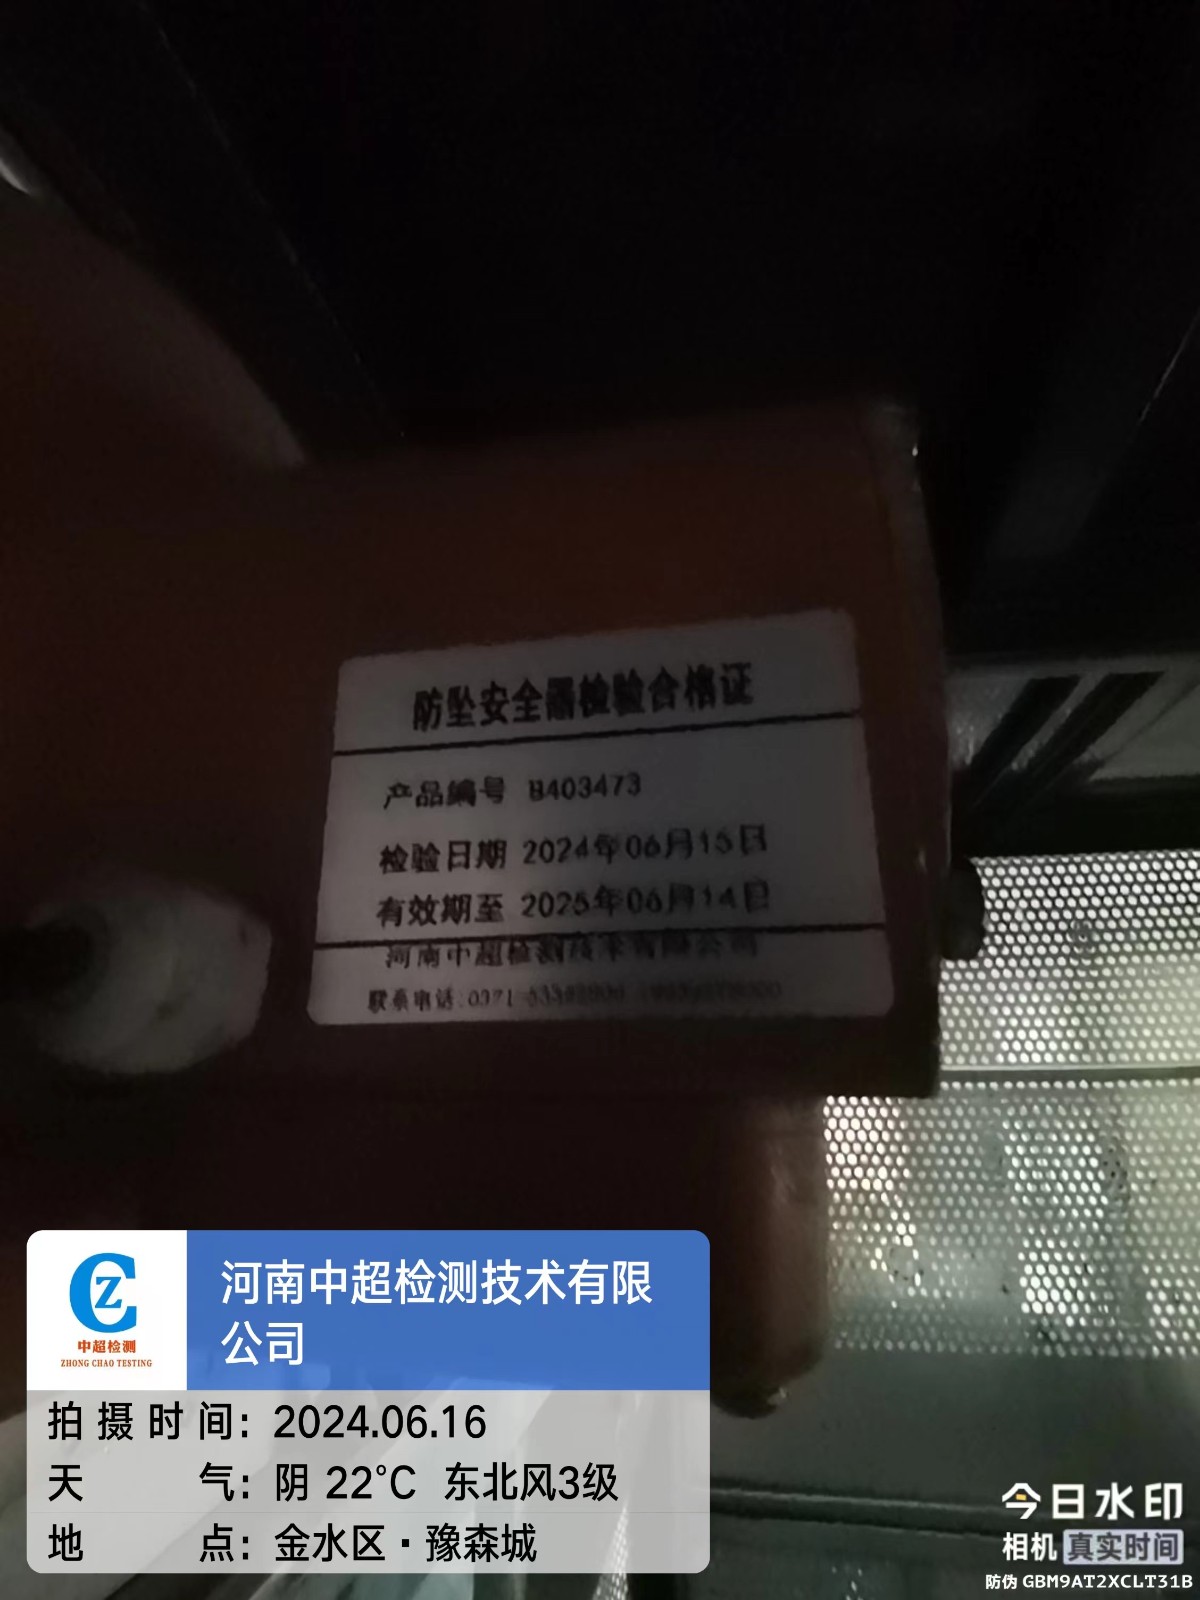 防坠安全器检验合格证
产品编号 B403473
检验日期 2024年06月15日
有效期至 2025年06月14日
河南中超检测技术有限公司
联系电话:0371
中超检测
ZHONG CHAO TESTING
河南中超检测技术有限
公司
拍摄时间: 2024.06.16
天气: 阴 22℃ 东北风3级
地点: 金水区·豫森城
今日水印
相机 真实时间
防伪 GBM9AT2XCLT31B